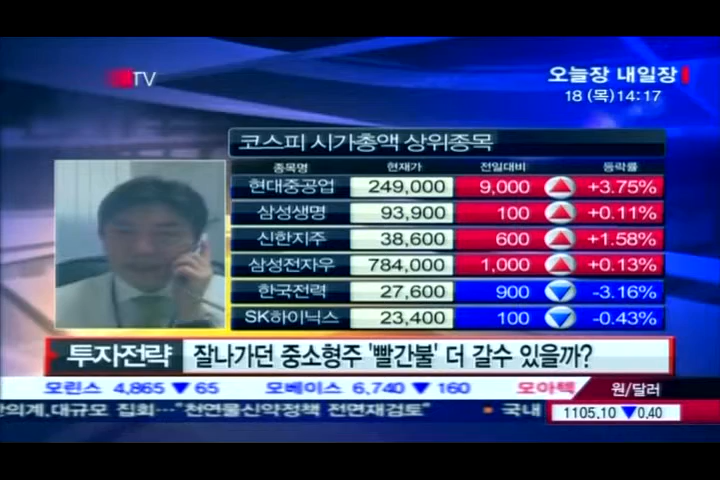 TV
오늘장 내일장
18 (목) 14:17
코스피 시가총액 상위종목
종목명 현재가 전일대비 등락률
현대중공업 249,000 9,000 ▲ +3.75%
삼성생명 93,900 100 ▲ +0.11%
신한지주 38,600 600 ▲ +1.58%
삼성전자우 784,000 1,000 ▲ +0.13%
한국전력 27,600 900 ▼ -3.16%
SK하이닉스 23,400 100 ▼ -0.43%
투자전략 잘나가던 중소형주 '빨간불' 더 갈수 있을까?
모린스 4,865 ▼ 65 모베이스 6,740 ▼ 160 모아텍 원/달러
한의계,대규모 집회…"천연물신약정책 전면재검토" ▪ 국내 1105.10 ▼0.40